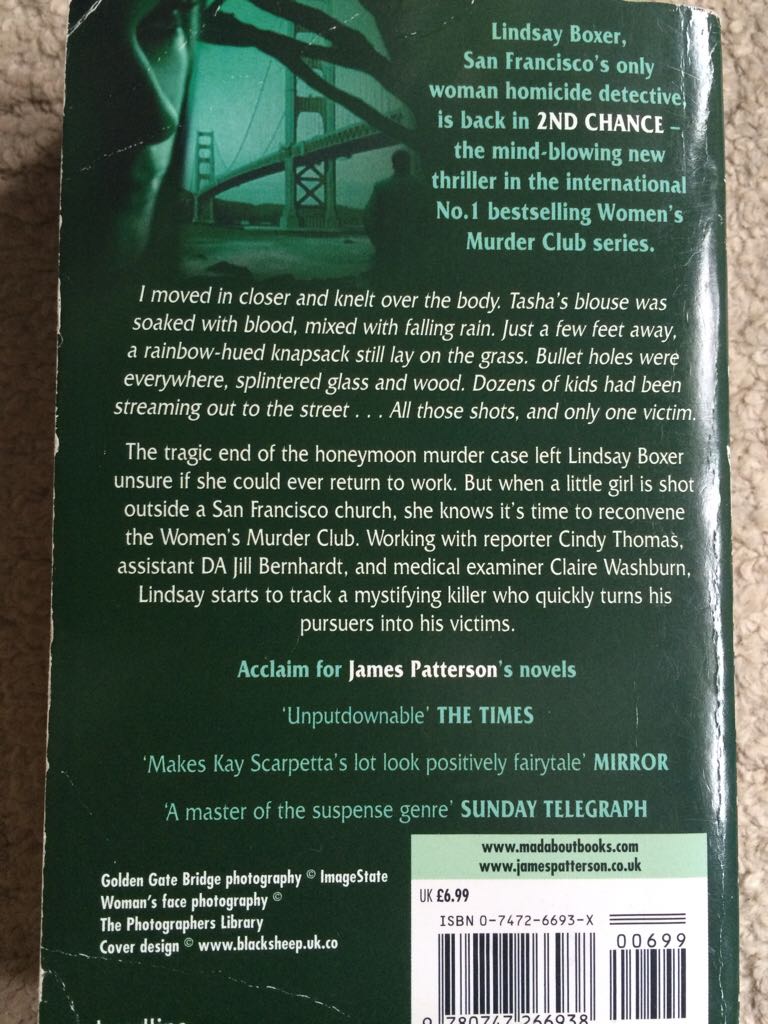 Lindsay Boxer,
San Francisco's only
woman homicide detective,
is back in 2ND CHANCE –
the mind-blowing new
thriller in the international
No.1 bestselling Women's
Murder Club series.
I moved in closer and knelt over the body. Tasha's blouse was
soaked with blood, mixed with falling rain. Just a few feet away,
a rainbow-hued knapsack still lay on the grass. Bullet holes were
everywhere, splintered glass and wood. Dozens of kids had been
streaming out to the street . . . All those shots, and only one victim.
The tragic end of the honeymoon murder case left Lindsay Boxer
unsure if she could ever return to work. But when a little girl is shot
outside a San Francisco church, she knows it's time to reconvene
the Women's Murder Club. Working with reporter Cindy Thomas,
assistant DA Jill Bernhardt, and medical examiner Claire Washburn,
Lindsay starts to track a mystifying killer who quickly turns his
pursuers into his victims.
Acclaim for James Patterson's novels
'Unputdownable' THE TIMES
'Makes Kay Scarpetta's lot look positively fairytale' MIRROR
'A master of the suspense genre' SUNDAY TELEGRAPH
www.madaboutbooks.com
www.jamespatterson.co.uk
Golden Gate Bridge photography © ImageState
Woman's face photography ©
The Photographers Library
Cover design © www.blacksheep.uk.co
UK £6.99
ISBN 0-7472-6693-X
00699
9 780747 266938